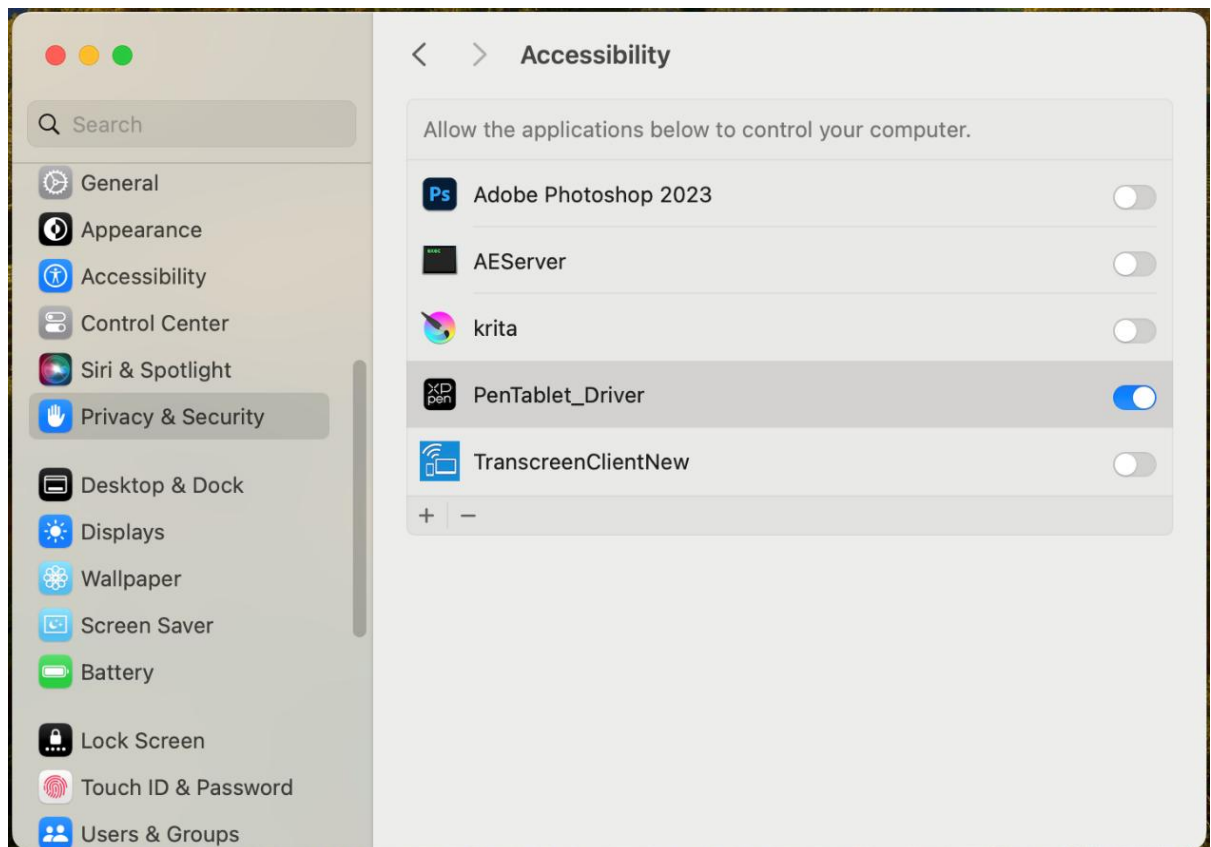 Search
General
Appearance
Accessibility
Control Center
Siri & Spotlight
Privacy & Security
Desktop & Dock
Displays
Wallpaper
Screen Saver
Battery
Lock Screen
Touch ID & Password
Users & Groups
Accessibility
Allow the applications below to control your computer.
Ps Adobe Photoshop 2023
AEServer
krita
XP
pen PenTablet_Driver
TranscreenClientNew
+ −